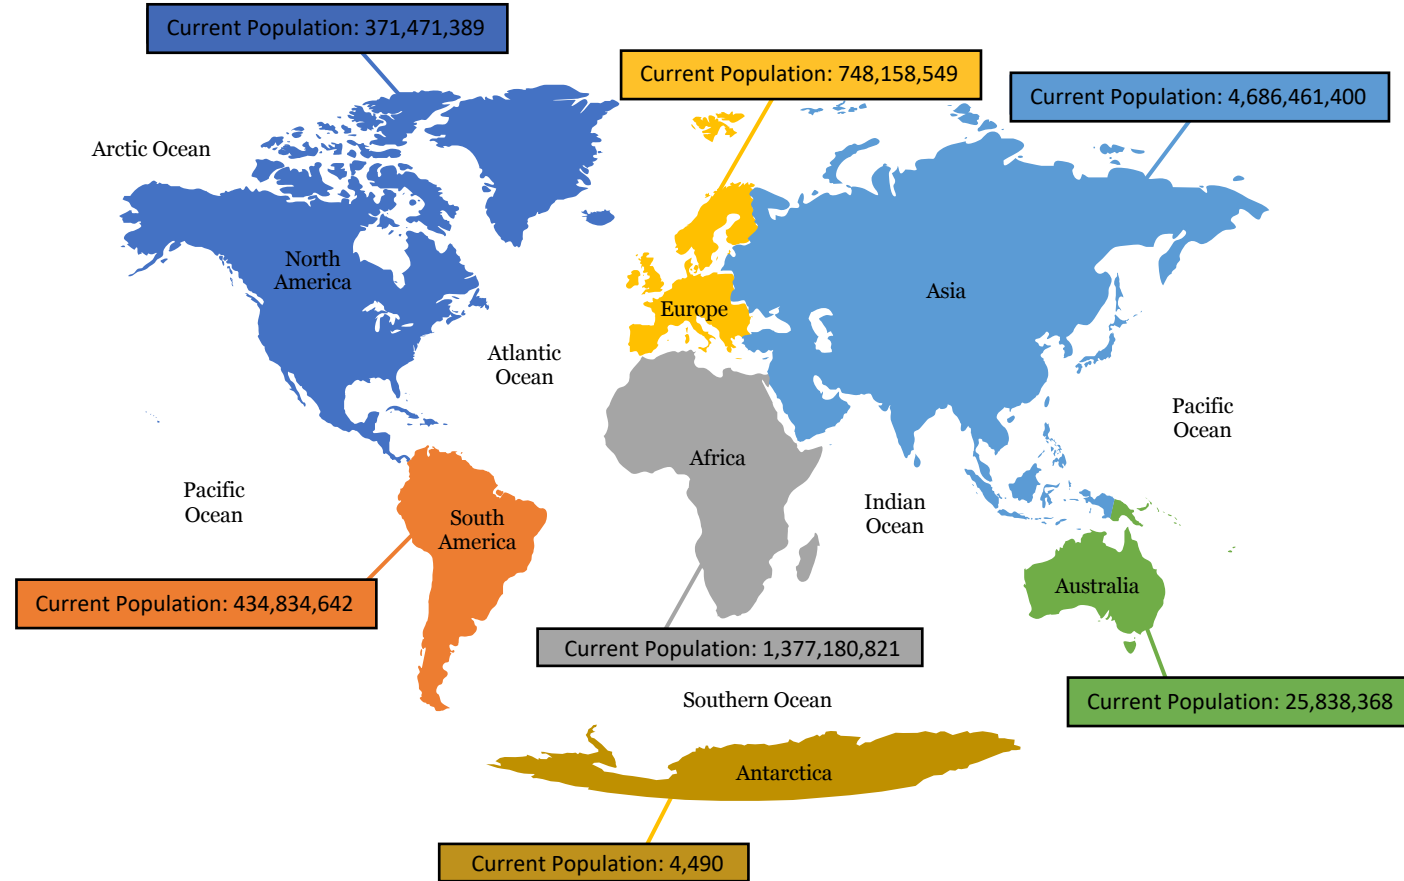 Current Population: 371,471,389
Current Population: 748,158,549
Current Population: 4,686,461,400
Arctic Ocean
North
America
Europe
Asia
Atlantic
Ocean
Pacific
Ocean
Africa
Pacific
Ocean
Indian
Ocean
South
America
Australia
Current Population: 434,834,642
Current Population: 1,377,180,821
Southern Ocean
Current Population: 25,838,368
Antarctica
Current Population: 4,490